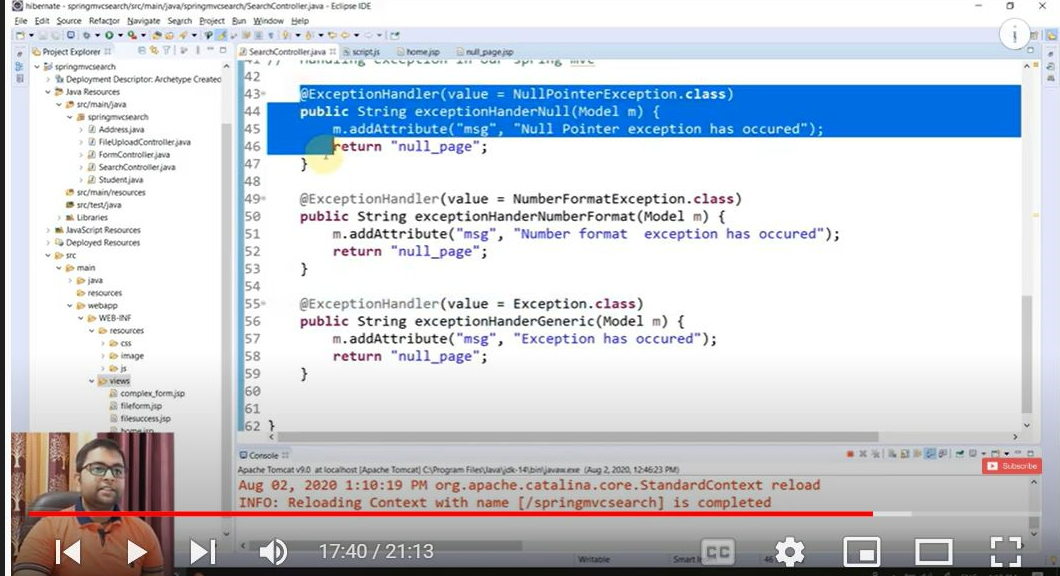 hibernate - springmvcsearch/src/main/java/springmvcsearch/SearchController.java - Eclipse IDE
File Edit Source Refactor Navigate Search Project Run Window Help
Project Explorer
SearchController.java script.js home.jsp null_page.jsp
springmvcsearch
Deployment Descriptor: Archetype Created
Java Resources
src/main/java
springmvcsearch
Address.java
FileUploadController.java
FormController.java
SearchController.java
Student.java
src/main/resources
src/test/java
Libraries
JavaScript Resources
Deployed Resources
src
main
java
resources
webapp
WEB-INF
resources
css
image
js
views
complex_form.jsp
fileform.jsp
filesuccess.jsp
home.jsp
41 // Handling exception in our spring mvc
42
43 @ExceptionHandler(value = NullPointerException.class)
44 public String exceptionHanderNull(Model m) {
45 m.addAttribute("msg", "Null Pointer exception has occured");
46 return "null_page";
47 }
48
49 @ExceptionHandler(value = NumberFormatException.class)
50 public String exceptionHanderNumberFormat(Model m) {
51 m.addAttribute("msg", "Number format  exception has occured");
52 return "null_page";
53 }
54
55 @ExceptionHandler(value = Exception.class)
56 public String exceptionHanderGeneric(Model m) {
57 m.addAttribute("msg", "Exception has occured");
58 return "null_page";
59 }
60
61
62 }
Console
Apache Tomcat v9.0 at localhost [Apache Tomcat] C:\Program Files\Java\jdk-14\bin\javaw.exe (Aug 2, 2020, 12:46:23 PM)
Subscribe
Aug 02, 2020 1:10:19 PM org.apache.catalina.core.StandardContext reload
INFO: Reloading Context with name [/springmvcsearch] is completed
17:40 / 21:13
CC
Writable